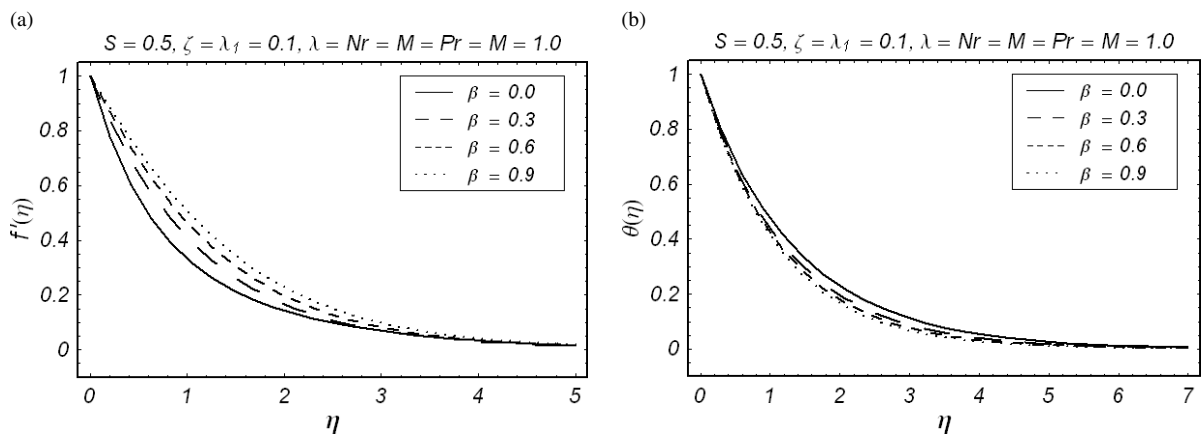 (a)
S = 0.5, ζ = λ₁ = 0.1, λ = Nr = M = Pr = M = 1.0
β = 0.0
β = 0.3
β = 0.6
β = 0.9
f'(η)
1
0.8
0.6
0.4
0.2
0
0 1 2 3 4 5
η
(b)
S = 0.5, ζ = λ₁ = 0.1, λ = Nr = M = Pr = M = 1.0
β = 0.0
β = 0.3
β = 0.6
β = 0.9
θ(η)
1
0.8
0.6
0.4
0.2
0
0 1 2 3 4 5 6 7
η